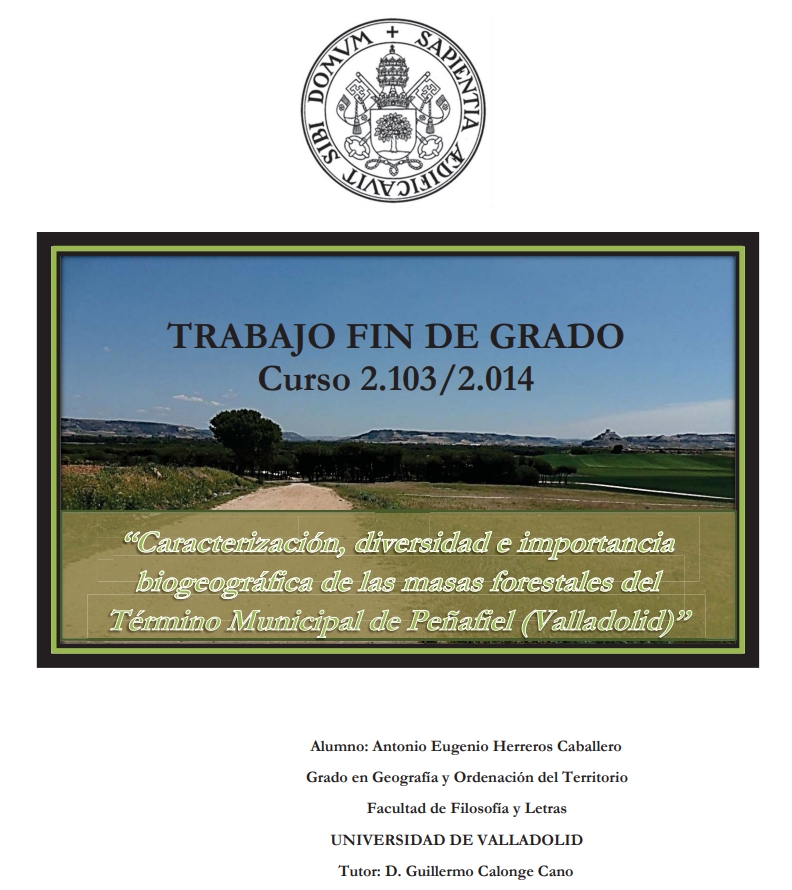 SIBI DOMVM + SAPIENTIA ÆDIFICAVIT
TRABAJO FIN DE GRADO
Curso 2.103/2.014
“Caracterización, diversidad e importancia
biogeográfica de las masas forestales del
Término Municipal de Peñafiel (Valladolid)”
Alumno: Antonio Eugenio Herreros Caballero
Grado en Geografía y Ordenación del Territorio
Facultad de Filosofía y Letras
UNIVERSIDAD DE VALLADOLID
Tutor: D. Guillermo Calonge Cano